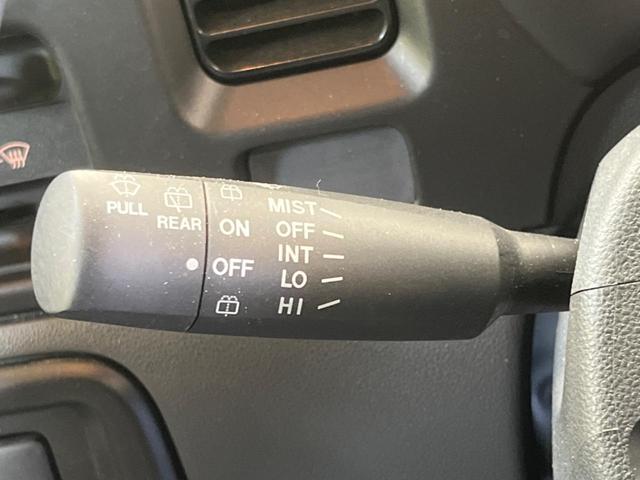 PULL
REAR
ON
OFF
MIST
OFF
INT
LO
HI